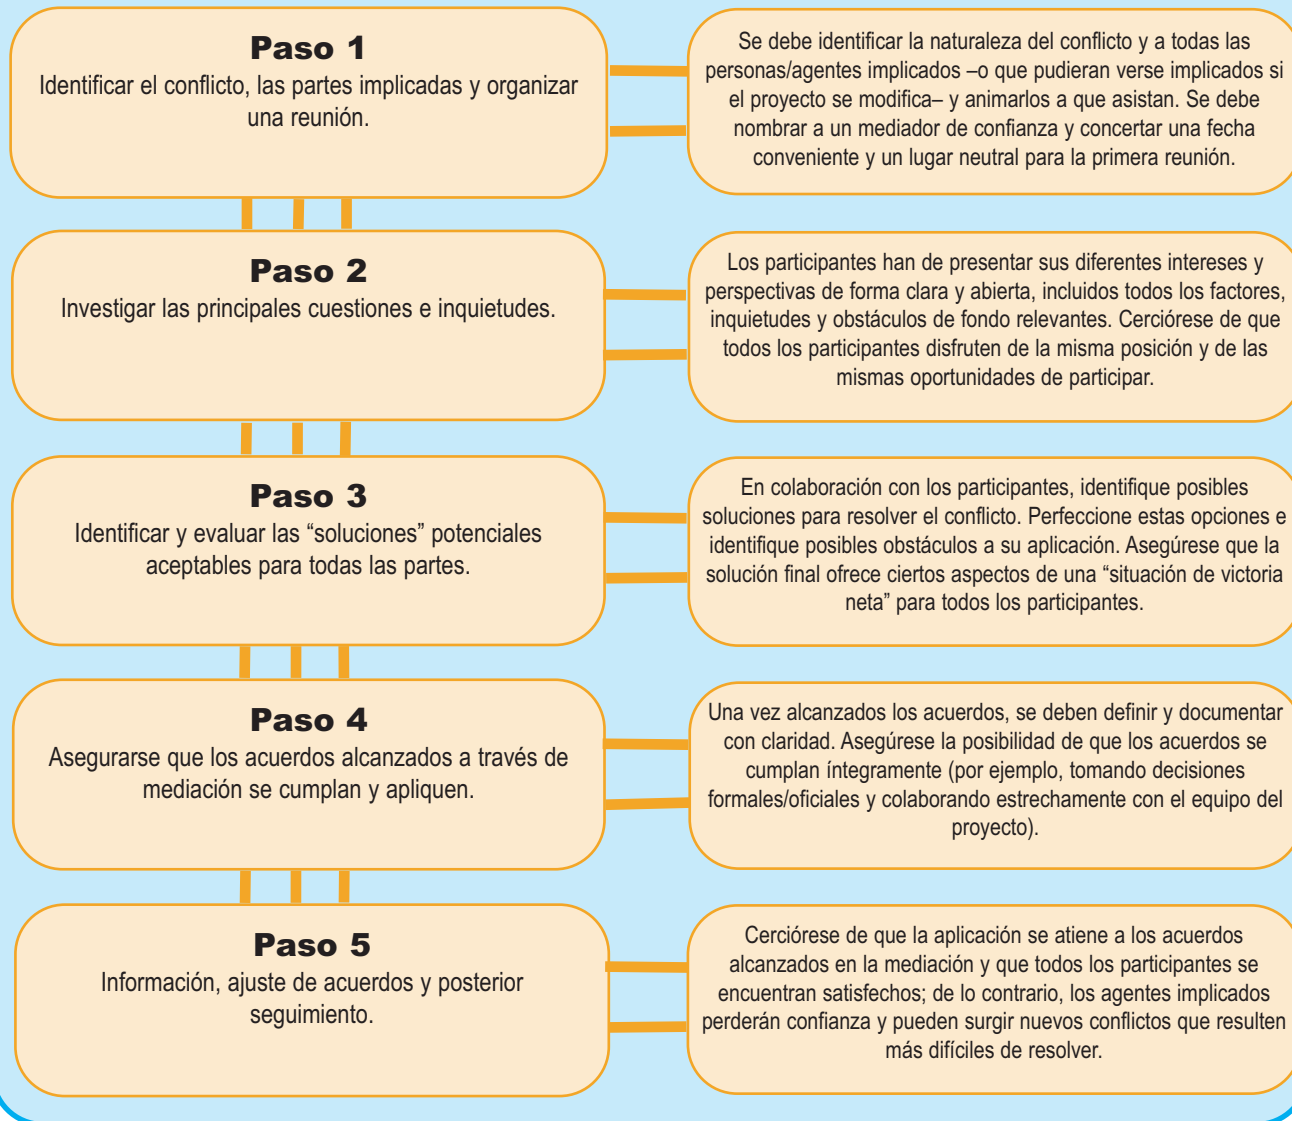 Paso 1
Identificar el conflicto, las partes implicadas y organizar
una reunión.
Se debe identificar la naturaleza del conflicto y a todas las
personas/agentes implicados –o que pudieran verse implicados si
el proyecto se modifica– y animarlos a que asistan. Se debe
nombrar a un mediador de confianza y concertar una fecha
conveniente y un lugar neutral para la primera reunión.
Paso 2
Investigar las principales cuestiones e inquietudes.
Los participantes han de presentar sus diferentes intereses y
perspectivas de forma clara y abierta, incluidos todos los factores,
inquietudes y obstáculos de fondo relevantes. Cerciórese de que
todos los participantes disfruten de la misma posición y de las
mismas oportunidades de participar.
Paso 3
Identificar y evaluar las “soluciones” potenciales
aceptables para todas las partes.
En colaboración con los participantes, identifique posibles
soluciones para resolver el conflicto. Perfeccione estas opciones e
identifique posibles obstáculos a su aplicación. Asegúrese que la
solución final ofrece ciertos aspectos de una “situación de victoria
neta” para todos los participantes.
Paso 4
Asegurarse que los acuerdos alcanzados a través de
mediación se cumplan y apliquen.
Una vez alcanzados los acuerdos, se deben definir y documentar
con claridad. Asegúrese la posibilidad de que los acuerdos se
cumplan íntegramente (por ejemplo, tomando decisiones
formales/oficiales y colaborando estrechamente con el equipo del
proyecto).
Paso 5
Información, ajuste de acuerdos y posterior
seguimiento.
Cerciórese de que la aplicación se atiene a los acuerdos
alcanzados en la mediación y que todos los participantes se
encuentran satisfechos; de lo contrario, los agentes implicados
perderán confianza y pueden surgir nuevos conflictos que resulten
más difíciles de resolver.